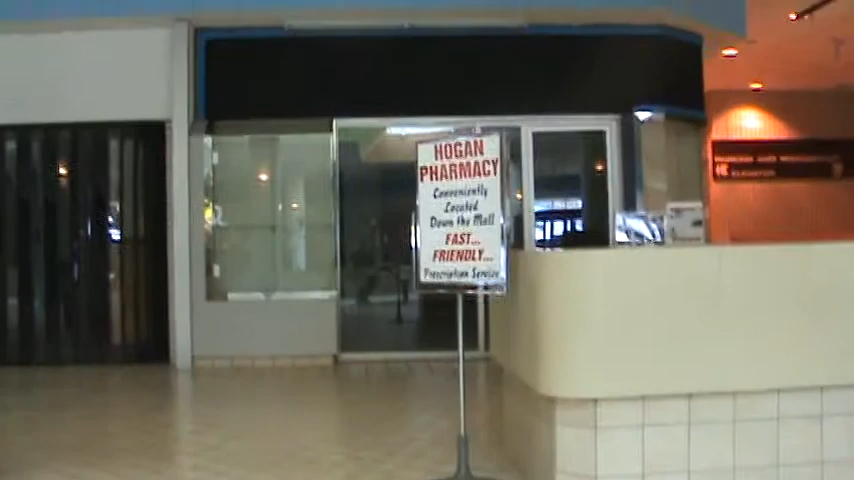 HOGAN
PHARMACY
Conveniently
Located
Down the Mall
FAST...
FRIENDLY...
Prescription Service